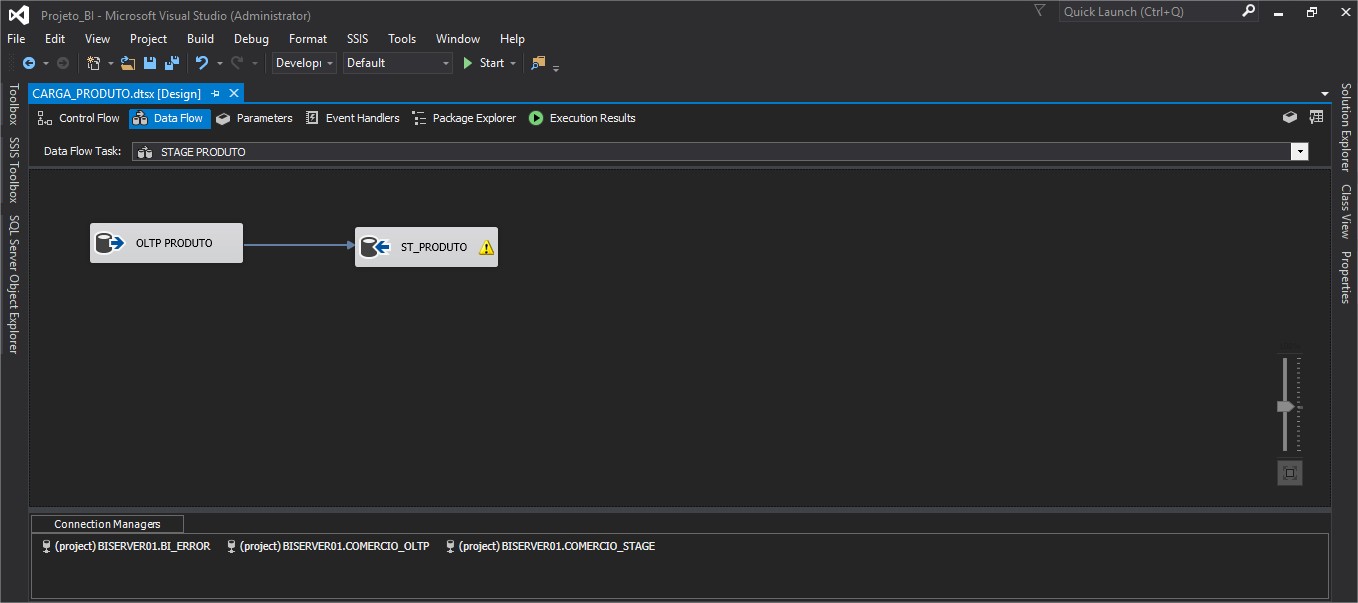 Projeto_BI - Microsoft Visual Studio (Administrator)
Quick Launch (Ctrl+Q)
File Edit View Project Build Debug Format SSIS Tools Window Help
Develop Default Start
CARGA_PRODUTO.dtsx [Design]
Control Flow Data Flow Parameters Event Handlers Package Explorer Execution Results
Data Flow Task: STAGE PRODUTO
Toolbox
SSIS Toolbox
SQL Server Object Explorer
OLTP PRODUTO
ST_PRODUTO
Solution Explorer
Class View
Properties
Connection Managers
(project) BISERVER01.BI_ERROR (project) BISERVER01.COMERCIO_OLTP (project) BISERVER01.COMERCIO_STAGE